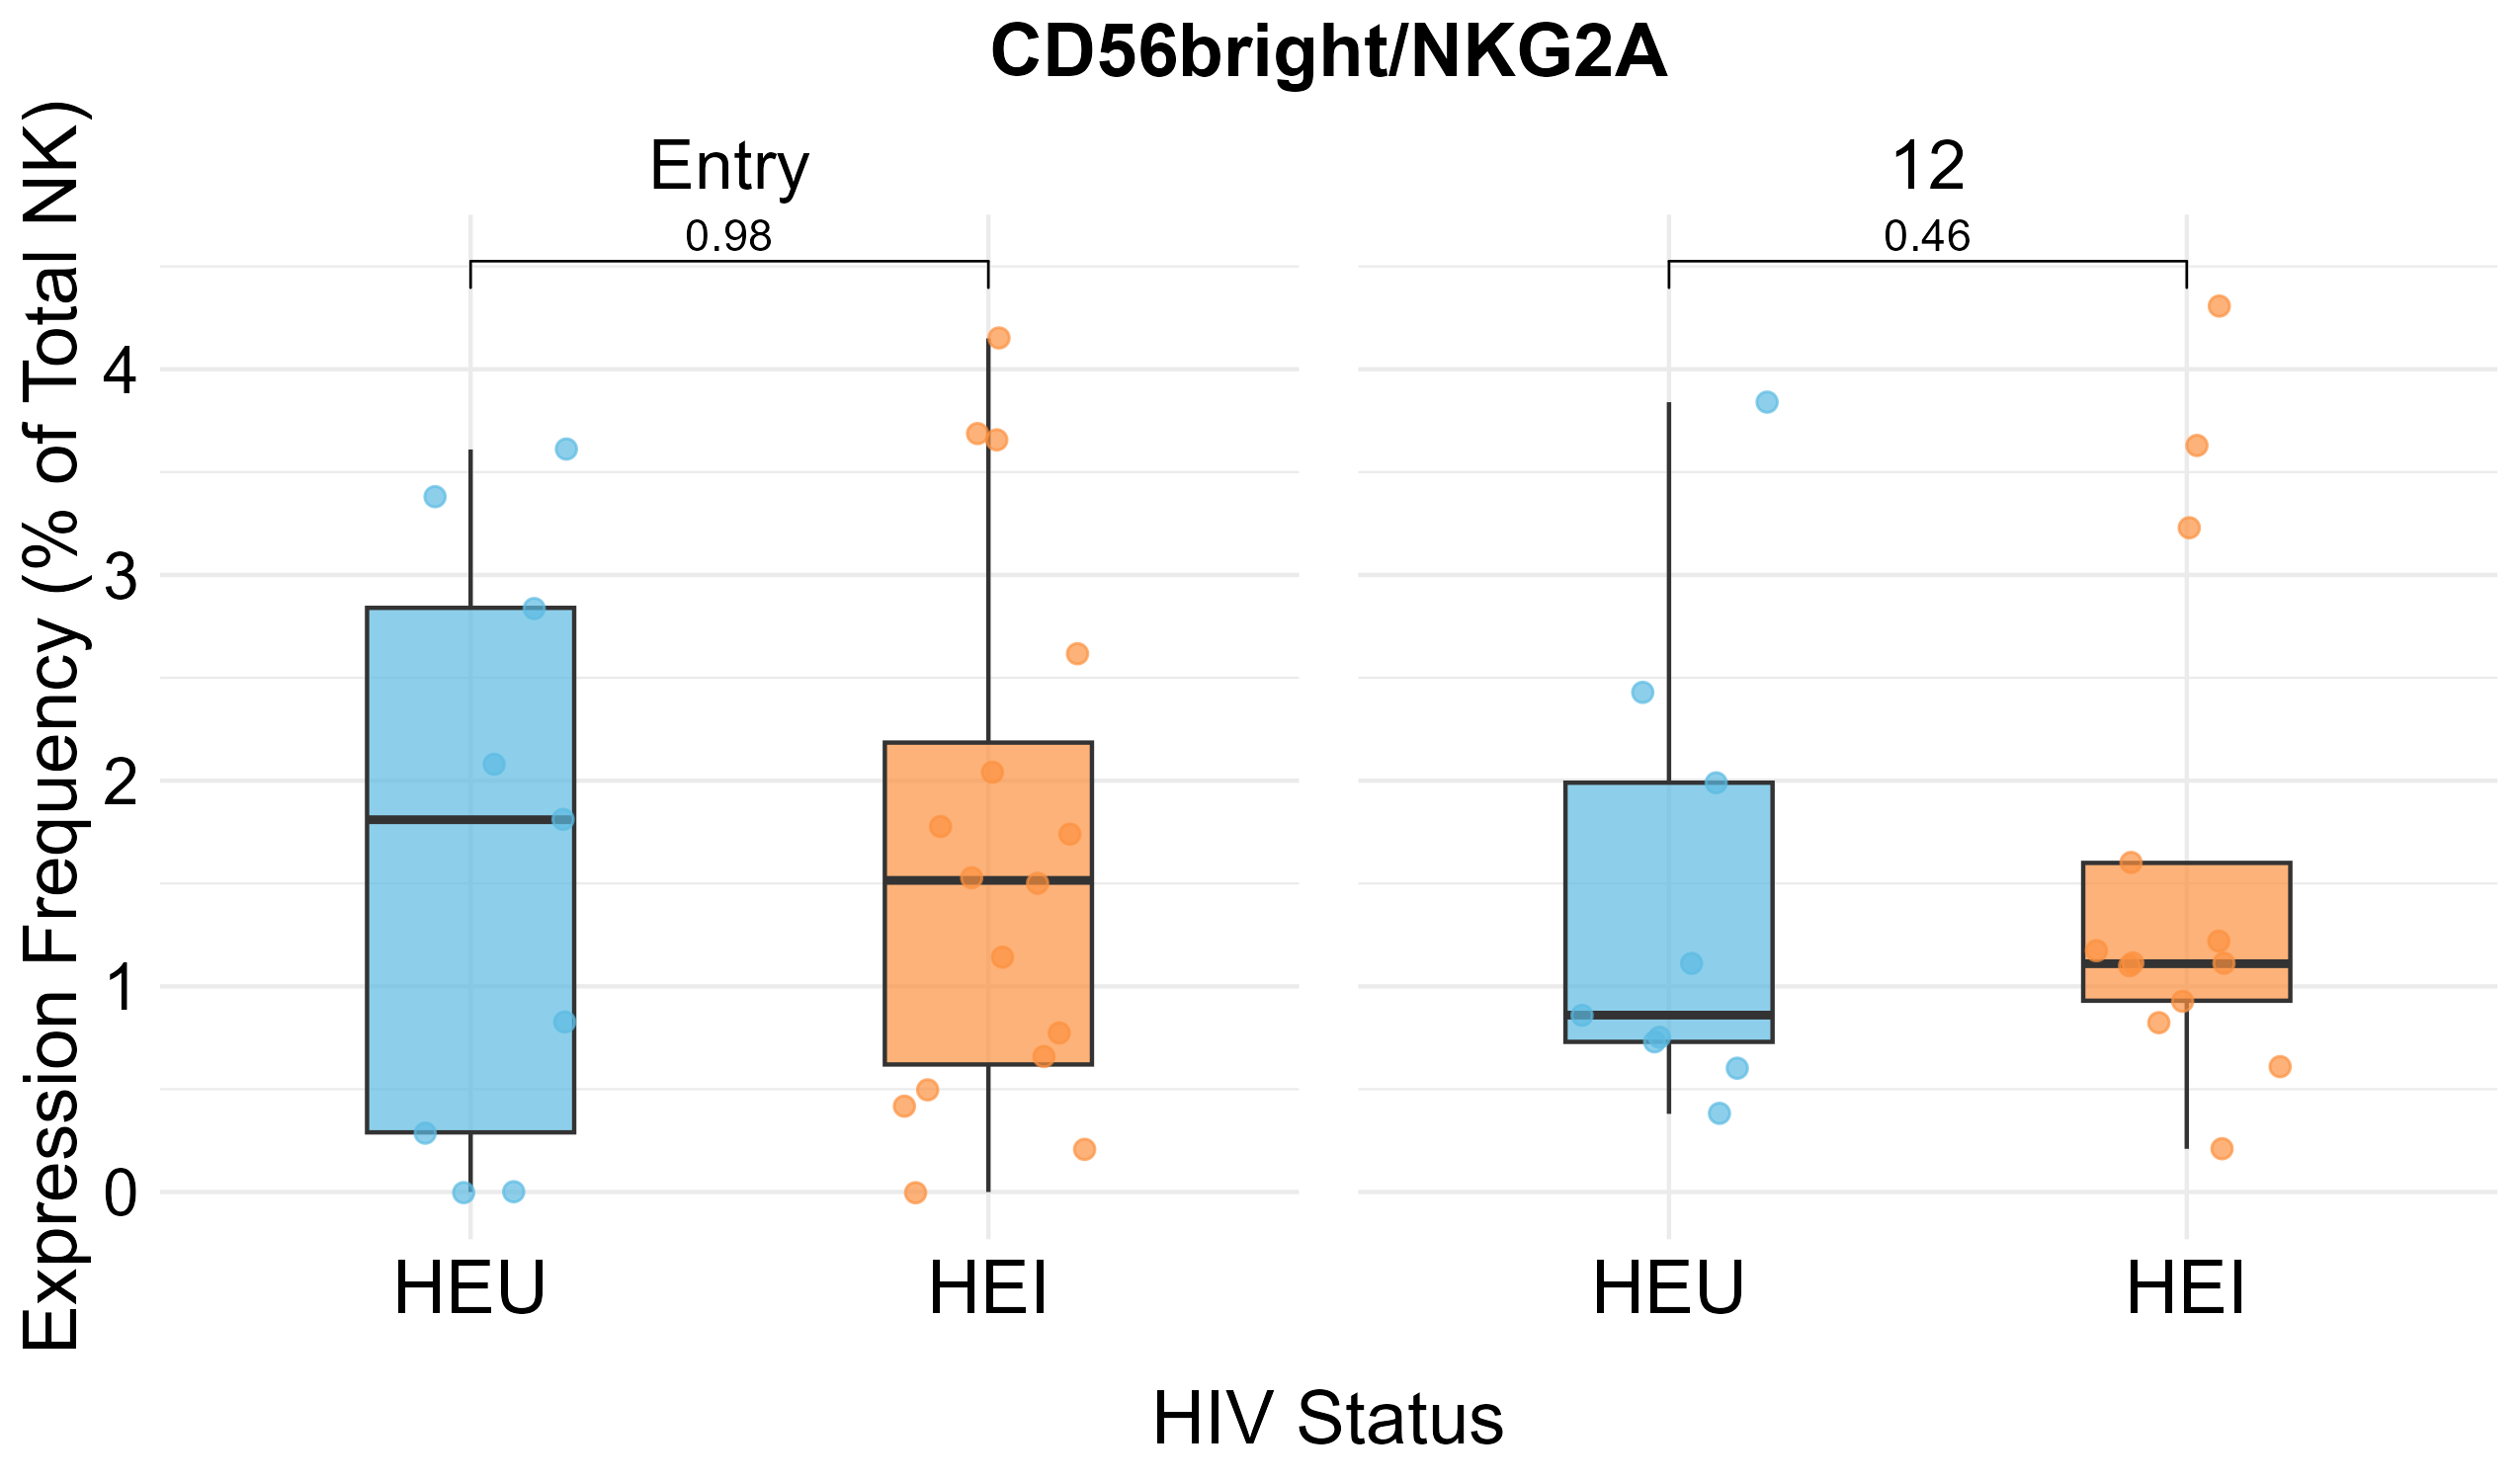 CD56bright/NKG2A
Entry
12
0.98
0.46
Expression Frequency (% of Total NK)
4
3
2
1
0
HEU
HEI
HEU
HEI
HIV Status